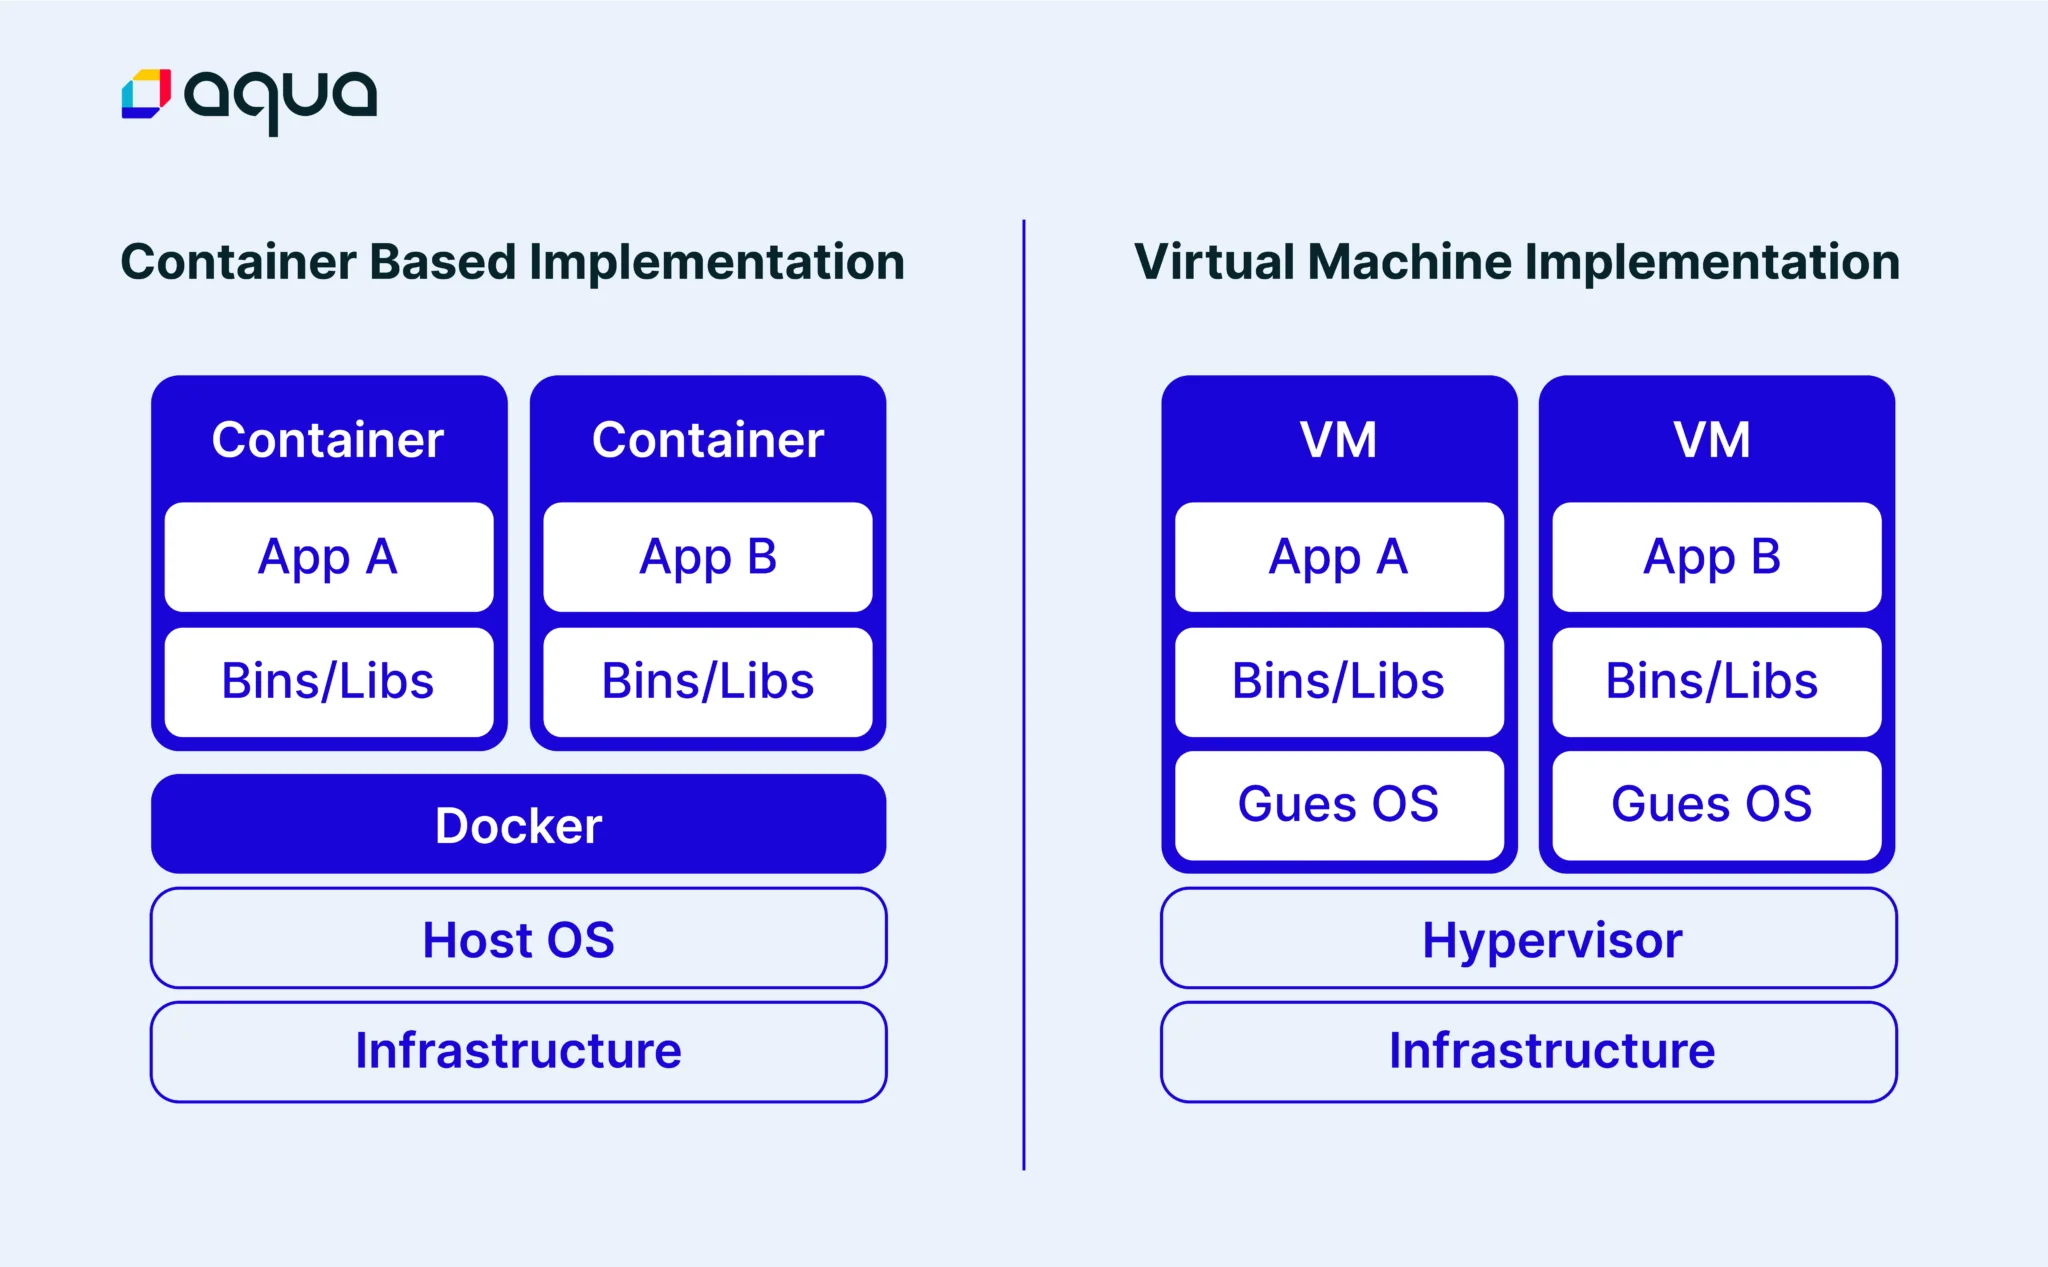 aqua
Container Based Implementation
Container
App A
Bins/Libs
Container
App B
Bins/Libs
Docker
Host OS
Infrastructure
Virtual Machine Implementation
VM
App A
Bins/Libs
Gues OS
VM
App B
Bins/Libs
Gues OS
Hypervisor
Infrastructure